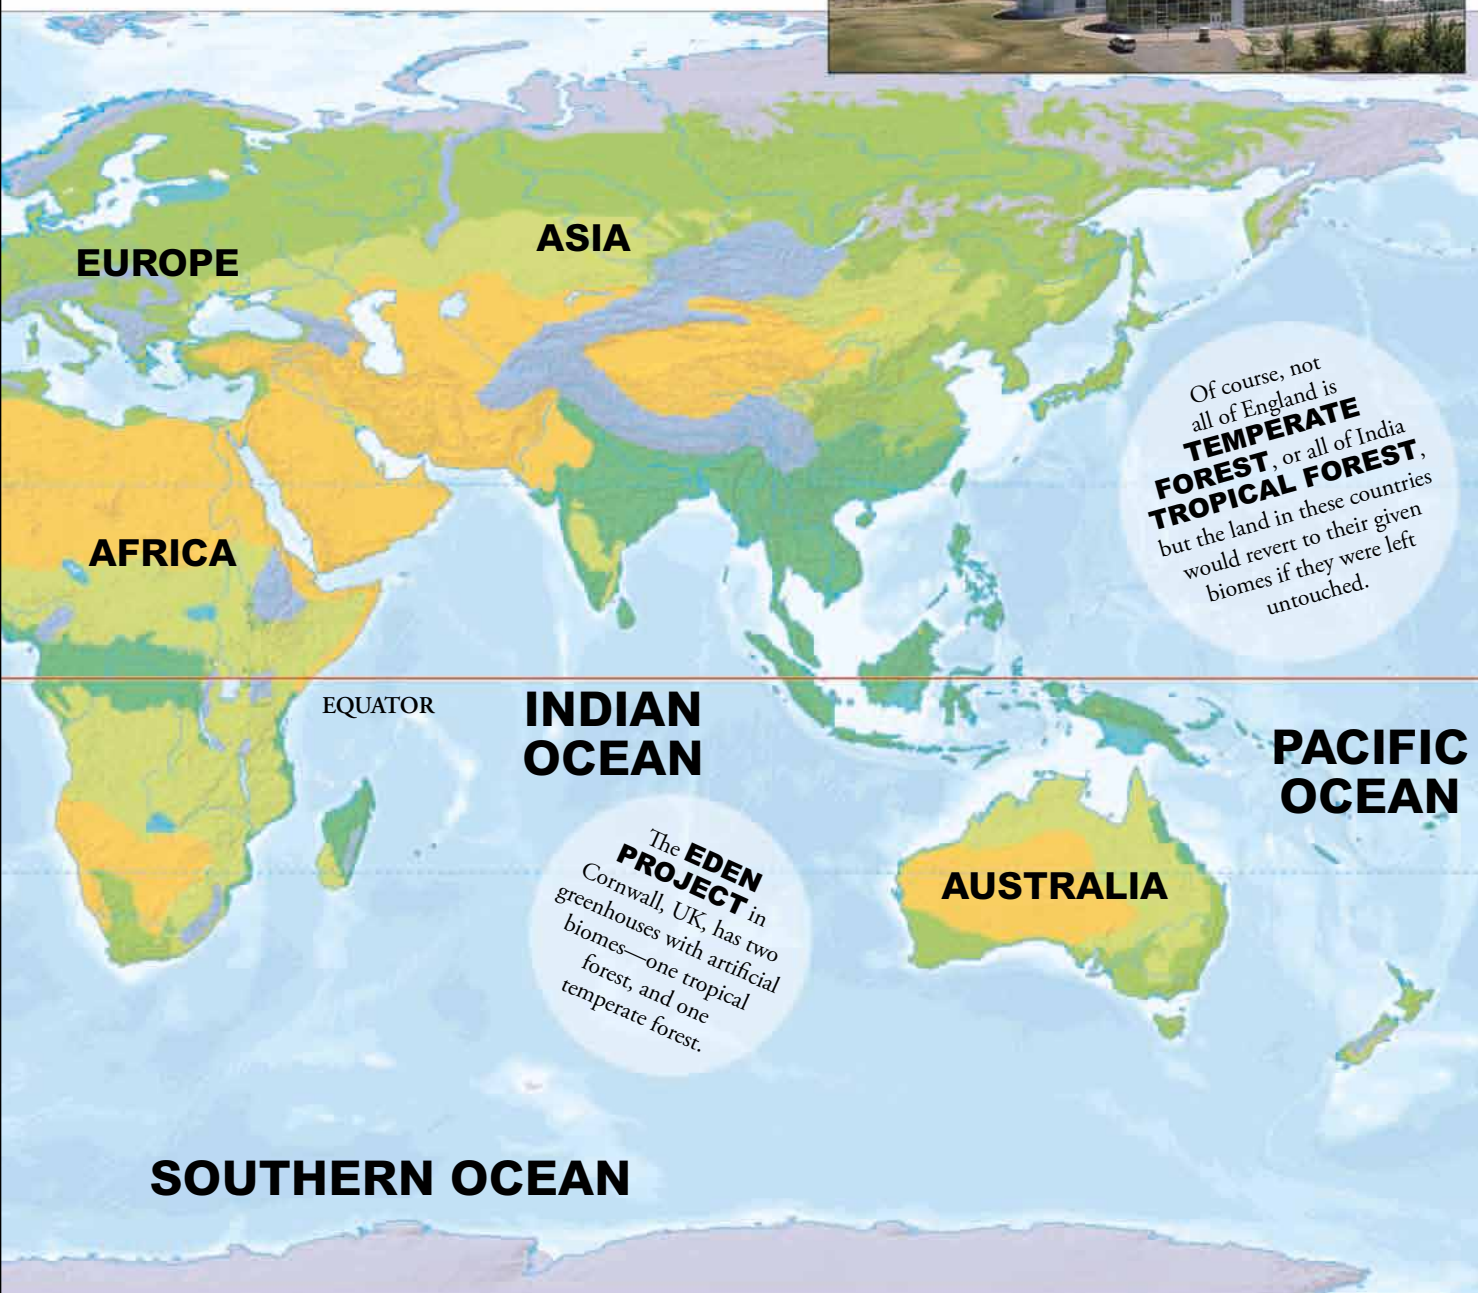 EUROPE
ASIA
Of course, not
all of England is
TEMPERATE
FOREST, or all of India
TROPICAL FOREST,
but the land in these countries
would revert to their given
biomes if they were left
untouched.
AFRICA
EQUATOR
INDIAN
OCEAN
PACIFIC
OCEAN
The EDEN
PROJECT in
Cornwall, UK, has two
greenhouses with artificial
biomes—one tropical
forest, and one
temperate forest.
AUSTRALIA
SOUTHERN OCEAN